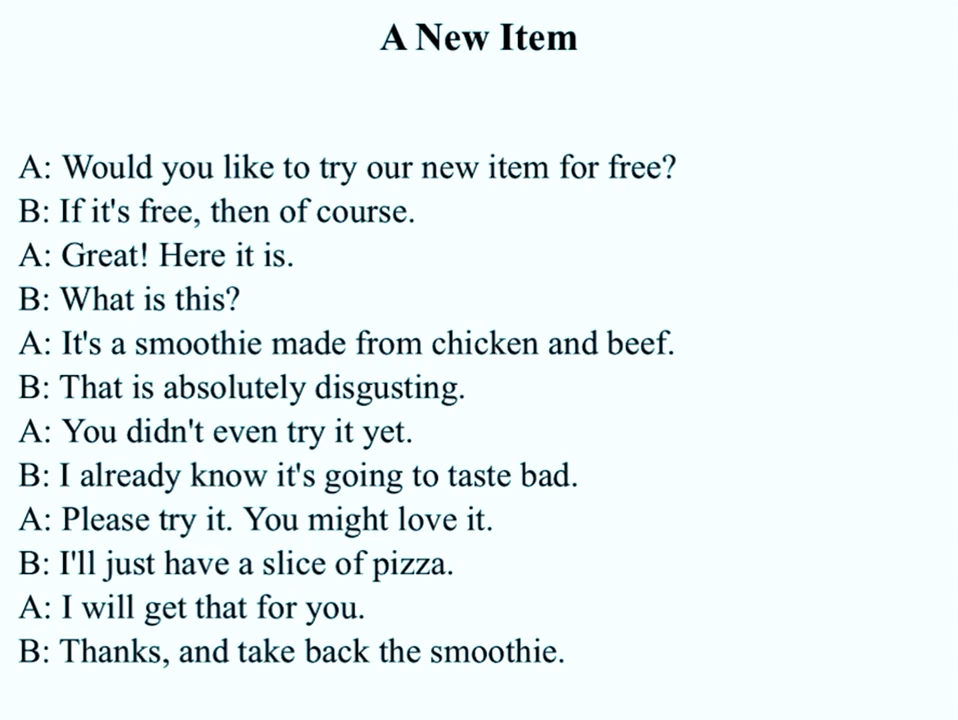 A New Item
A: Would you like to try our new item for free?
B: If it's free, then of course.
A: Great! Here it is.
B: What is this?
A: It's a smoothie made from chicken and beef.
B: That is absolutely disgusting.
A: You didn't even try it yet.
B: I already know it's going to taste bad.
A: Please try it. You might love it.
B: I'll just have a slice of pizza.
A: I will get that for you.
B: Thanks, and take back the smoothie.